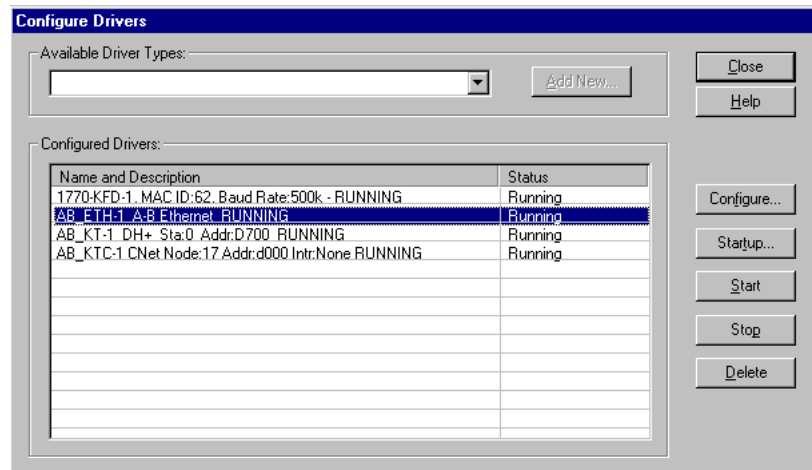 Configure Drivers
Available Driver Types:
Add New...
Close
Help
Configured Drivers:
Name and Description Status
1770-KFD-1, MAC ID:62, Baud Rate:500k - RUNNING Running
AB_ETH-1 A-B Ethernet RUNNING Running
AB_KT-1 DH+ Sta:0 Addr:D700 RUNNING Running
AB_KTC-1 CNet Node:17 Addr:d000 Intr:None RUNNING Running
Configure...
Startup...
Start
Stop
Delete